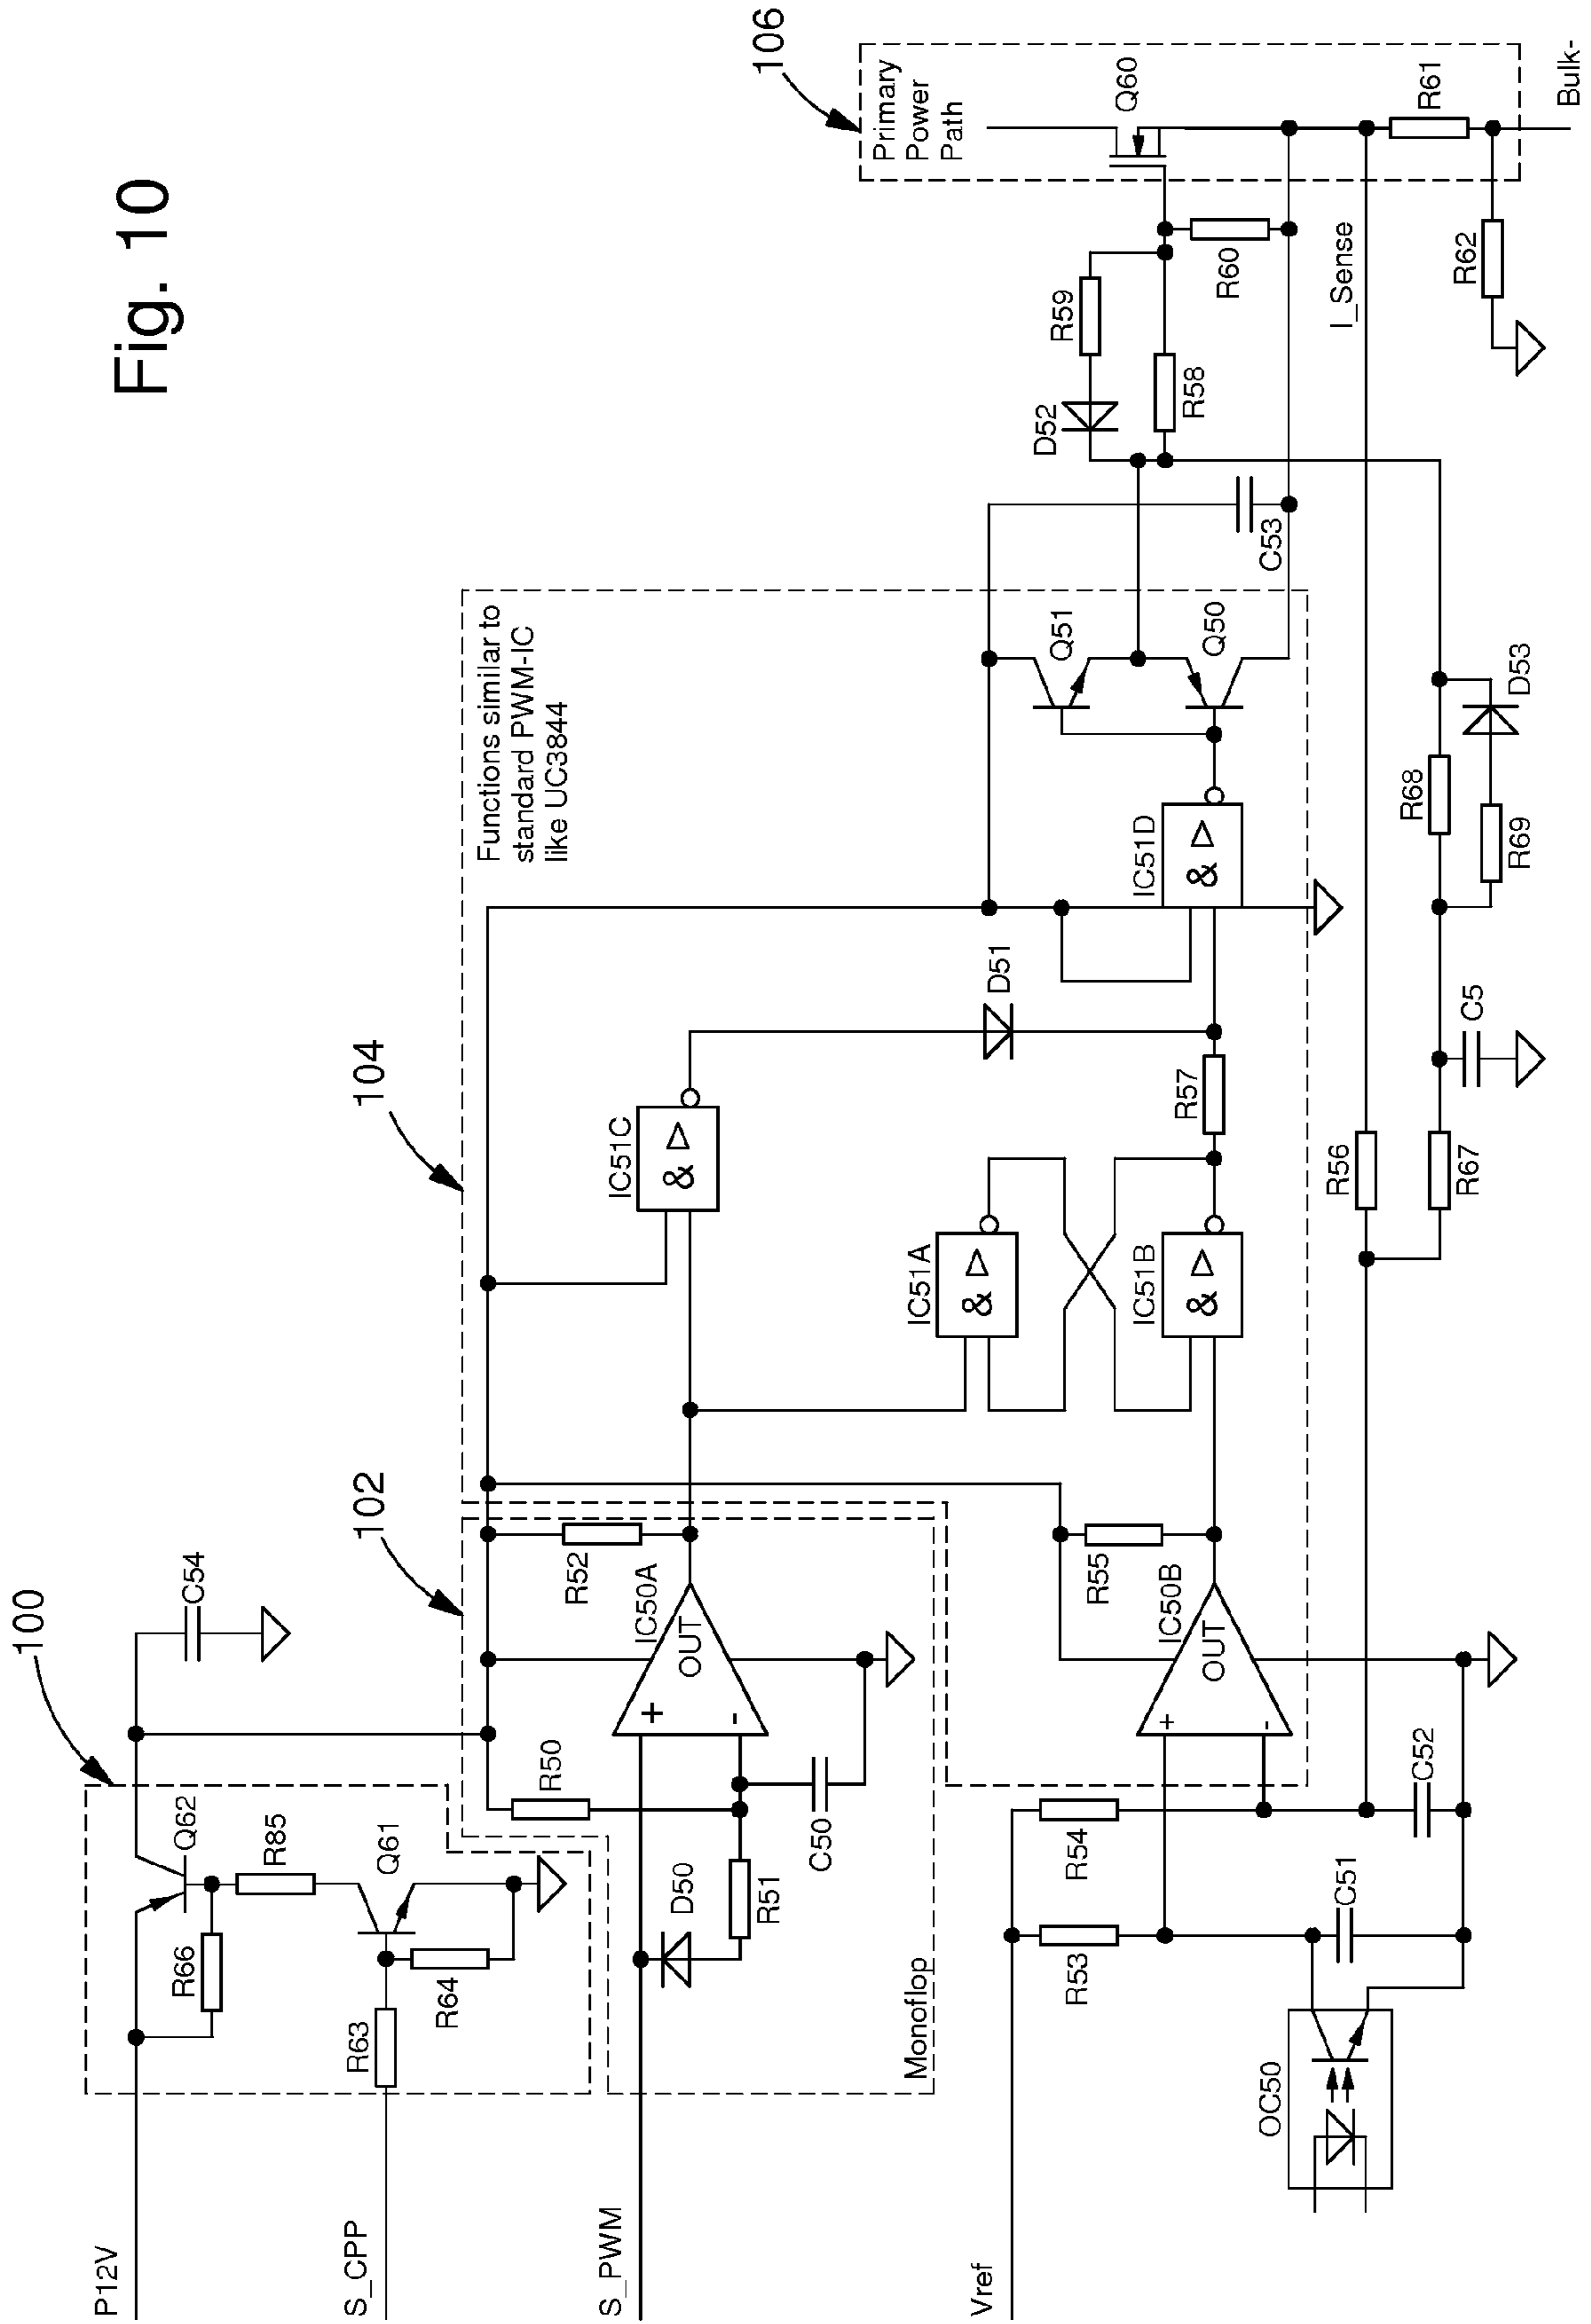 Fig. 10
100
102
104
106
P12V
S_CPP
S_PWM
Vref
R66
Q62
R85
Q61
R64
R63
C54
R50
R52
IC50A
+
-
OUT
D50
R51
C50
Monoflop
R53
R54
R55
IC50B
+
-
OUT
C51
C52
OC50
Functions similar to
standard PWM-IC
like UC3844
IC51C
& ▷
IC51A
& ▷
IC51B
& ▷
IC51D
& ▷
D51
R57
Q51
Q50
C53
D52
R59
R58
R60
Primary
Power
Path
Q60
R61
R62
I_Sense
Bulk-
R56
R67
C5
R68
R69
D53